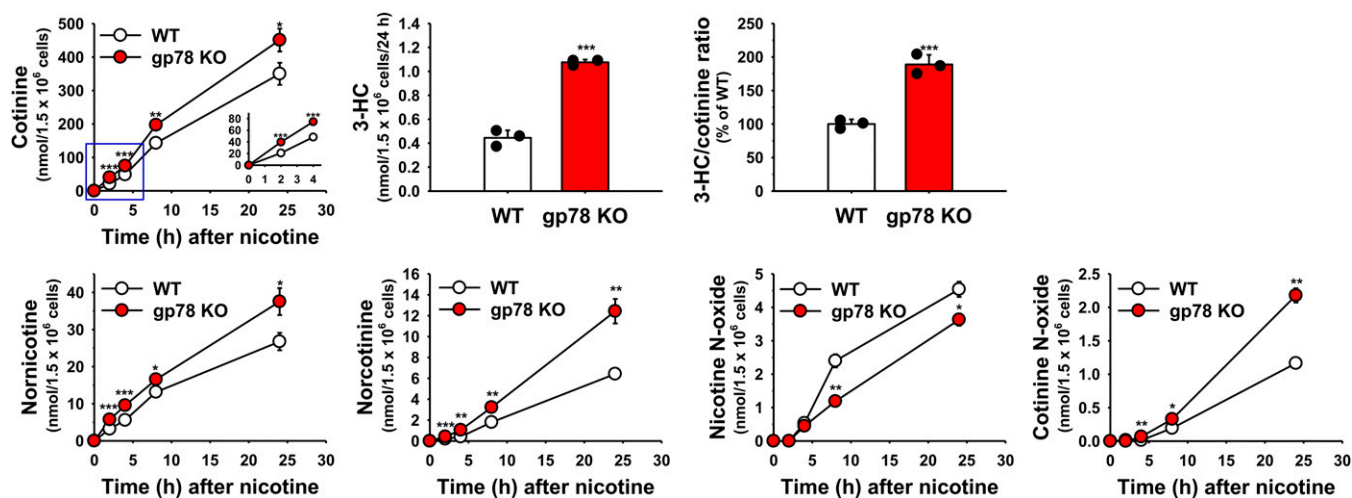 Cotinine
(nmol/1.5 x 10⁶ cells)
500
400
300
200
100
0
WT
gp78 KO
*
**
***
***
80
60
40
20
0
***
***
0 1 2 3 4
0 5 10 15 20 25 30
Time (h) after nicotine
3-HC
(nmol/1.5 x 10⁶ cells/24 h)
1.4
1.2
1.0
0.8
0.6
0.4
0.2
0.0
***
WT gp78 KO
3-HC/cotinine ratio
(% of WT)
250
200
150
100
50
0
***
WT gp78 KO
Nornicotine
(nmol/1.5 x 10⁶ cells)
40
30
20
10
0
WT
gp78 KO
*
*
***
***
0 5 10 15 20 25 30
Time (h) after nicotine
Norcotinine
(nmol/1.5 x 10⁶ cells)
16
14
12
10
8
6
4
2
0
WT
gp78 KO
**
**
**
***
0 5 10 15 20 25 30
Time (h) after nicotine
Nicotine N-oxide
(nmol/1.5 x 10⁶ cells)
5
4
3
2
1
0
WT
gp78 KO
*
**
0 5 10 15 20 25 30
Time (h) after nicotine
Cotinine N-oxide
(nmol/1.5 x 10⁶ cells)
2.5
2.0
1.5
1.0
0.5
0.0
WT
gp78 KO
**
*
**
0 5 10 15 20 25 30
Time (h) after nicotine